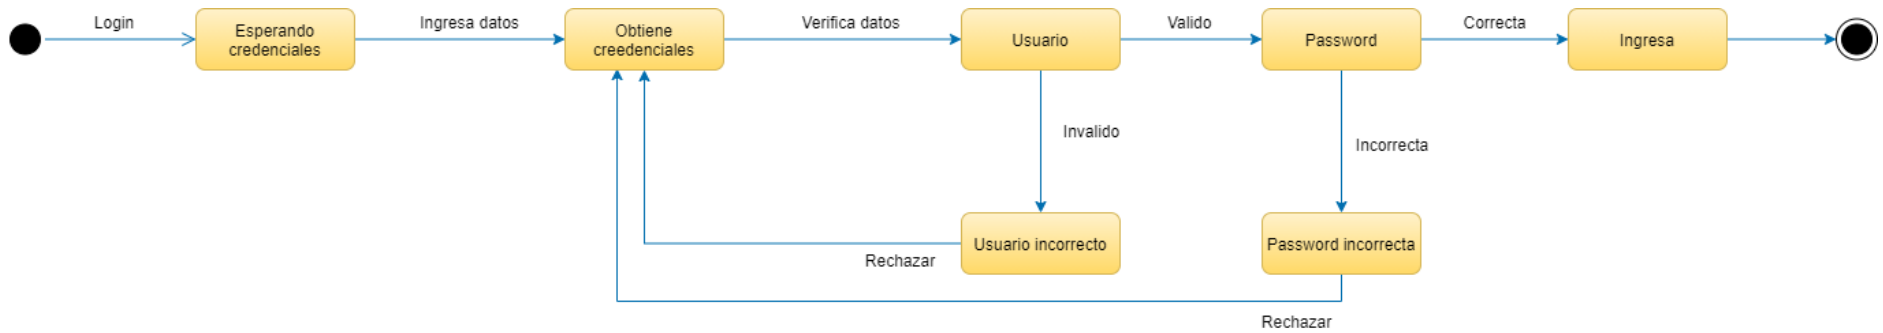 Login
Esperando
credenciales
Ingresa datos
Obtiene
creedenciales
Verifica datos
Usuario
Valido
Password
Correcta
Ingresa
Invalido
Incorrecta
Usuario incorrecto
Password incorrecta
Rechazar
Rechazar